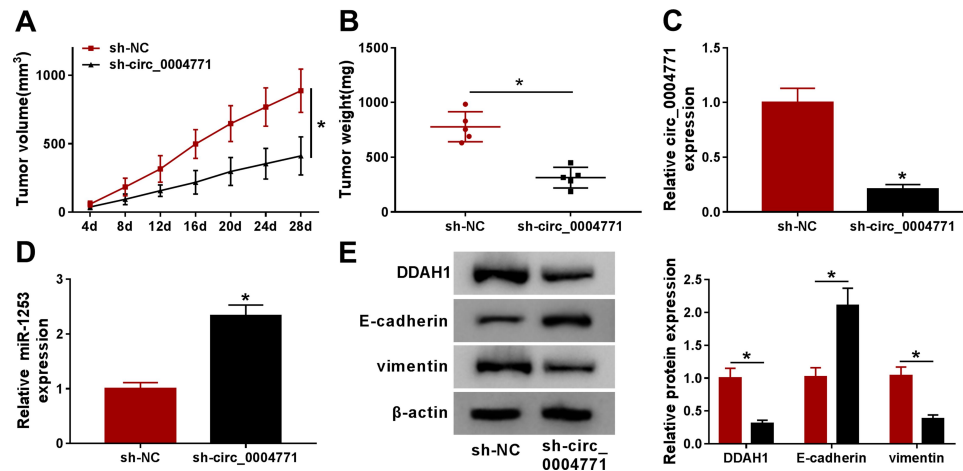 A
sh-NC
sh-circ_0004771
Tumor volume(mm³)
1000
500
0
4d 8d 12d 16d 20d 24d 28d
*
B
Tumor weight(mg)
1500
1000
500
0
*
sh-NC sh-circ_0004771
C
Relative circ_0004771
expression
1.5
1.0
0.5
0.0
*
sh-NC sh-circ_0004771
D
Relative miR-1253
expression
3
2
1
0
*
sh-NC sh-circ_0004771
E
DDAH1
E-cadherin
vimentin
β-actin
sh-NC sh-circ_
0004771
Relative protein expression
2.5
2.0
1.5
1.0
0.5
0.0
* * *
DDAH1 E-cadherin vimentin